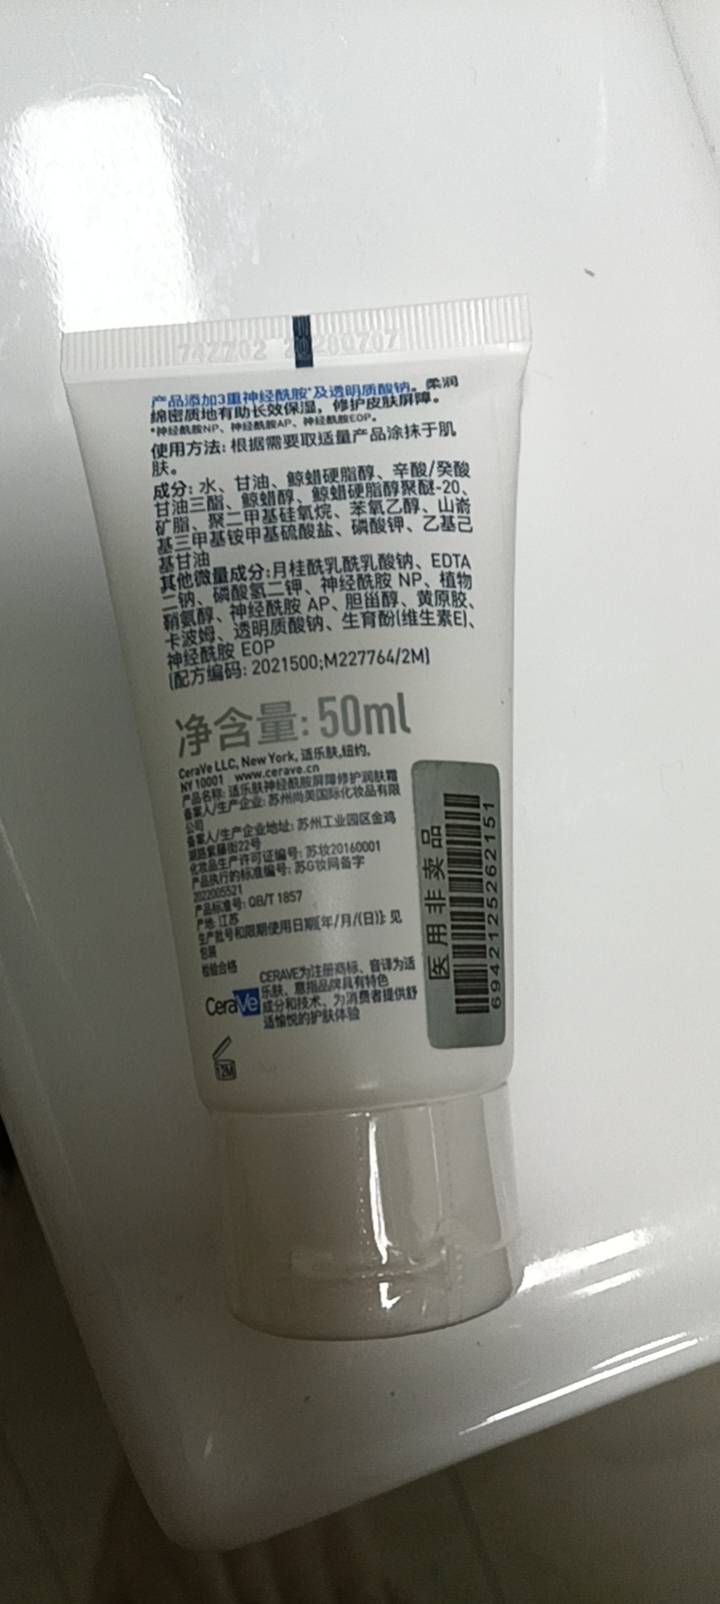 742702 20260707
产品添加3重神经酰胺*及透明质酸钠。柔润
绵密质地有助长效保湿，修护皮肤屏障。
*神经酰胺NP、神经酰胺AP、神经酰胺EOP。
使用方法: 根据需要取适量产品涂抹于肌
肤。
成分: 水、甘油、鲸蜡硬脂醇、辛酸/癸酸
甘油三酯、鲸蜡醇、鲸蜡硬脂醇聚醚-20、
矿脂、聚二甲基硅氧烷、苯氧乙醇、山嵛
基三甲基铵甲基硫酸盐、磷酸钾、乙基己
基甘油
其他微量成分:月桂酰乳酰乳酸钠、EDTA
二钠、磷酸氢二钾、神经酰胺 NP、植物
鞘氨醇、神经酰胺 AP、胆甾醇、黄原胶、
卡波姆、透明质酸钠、生育酚(维生素E)、
神经酰胺 EOP
(配方编码: 2021500;M227764/2M)
净含量: 50ml
CeraVe LLC, New York, 适乐肤,纽约,
NY 10001 www.cerave.cn
产品名称: 适乐肤神经酰胺屏障修护润肤霜
备案人/生产企业: 苏州尚美国际化妆品有限
公司
备案人/生产企业地址: 苏州工业园区金鸡
湖路紫藤街22号
化妆品生产许可证编号: 苏妆20160001
产品执行的标准编号: 苏G妆网备字
2022005521
产品标准号: QB/T 1857
产地: 江苏
生产批号和限期使用日期(年/月/(日)): 见
包装
检验合格
CeraVe
CERAVE为注册商标、音译为适
乐肤、意指品牌具有特色
成分和技术、为消费者提供舒
适愉悦的护肤体验
12M
医用非卖品
6942125262151